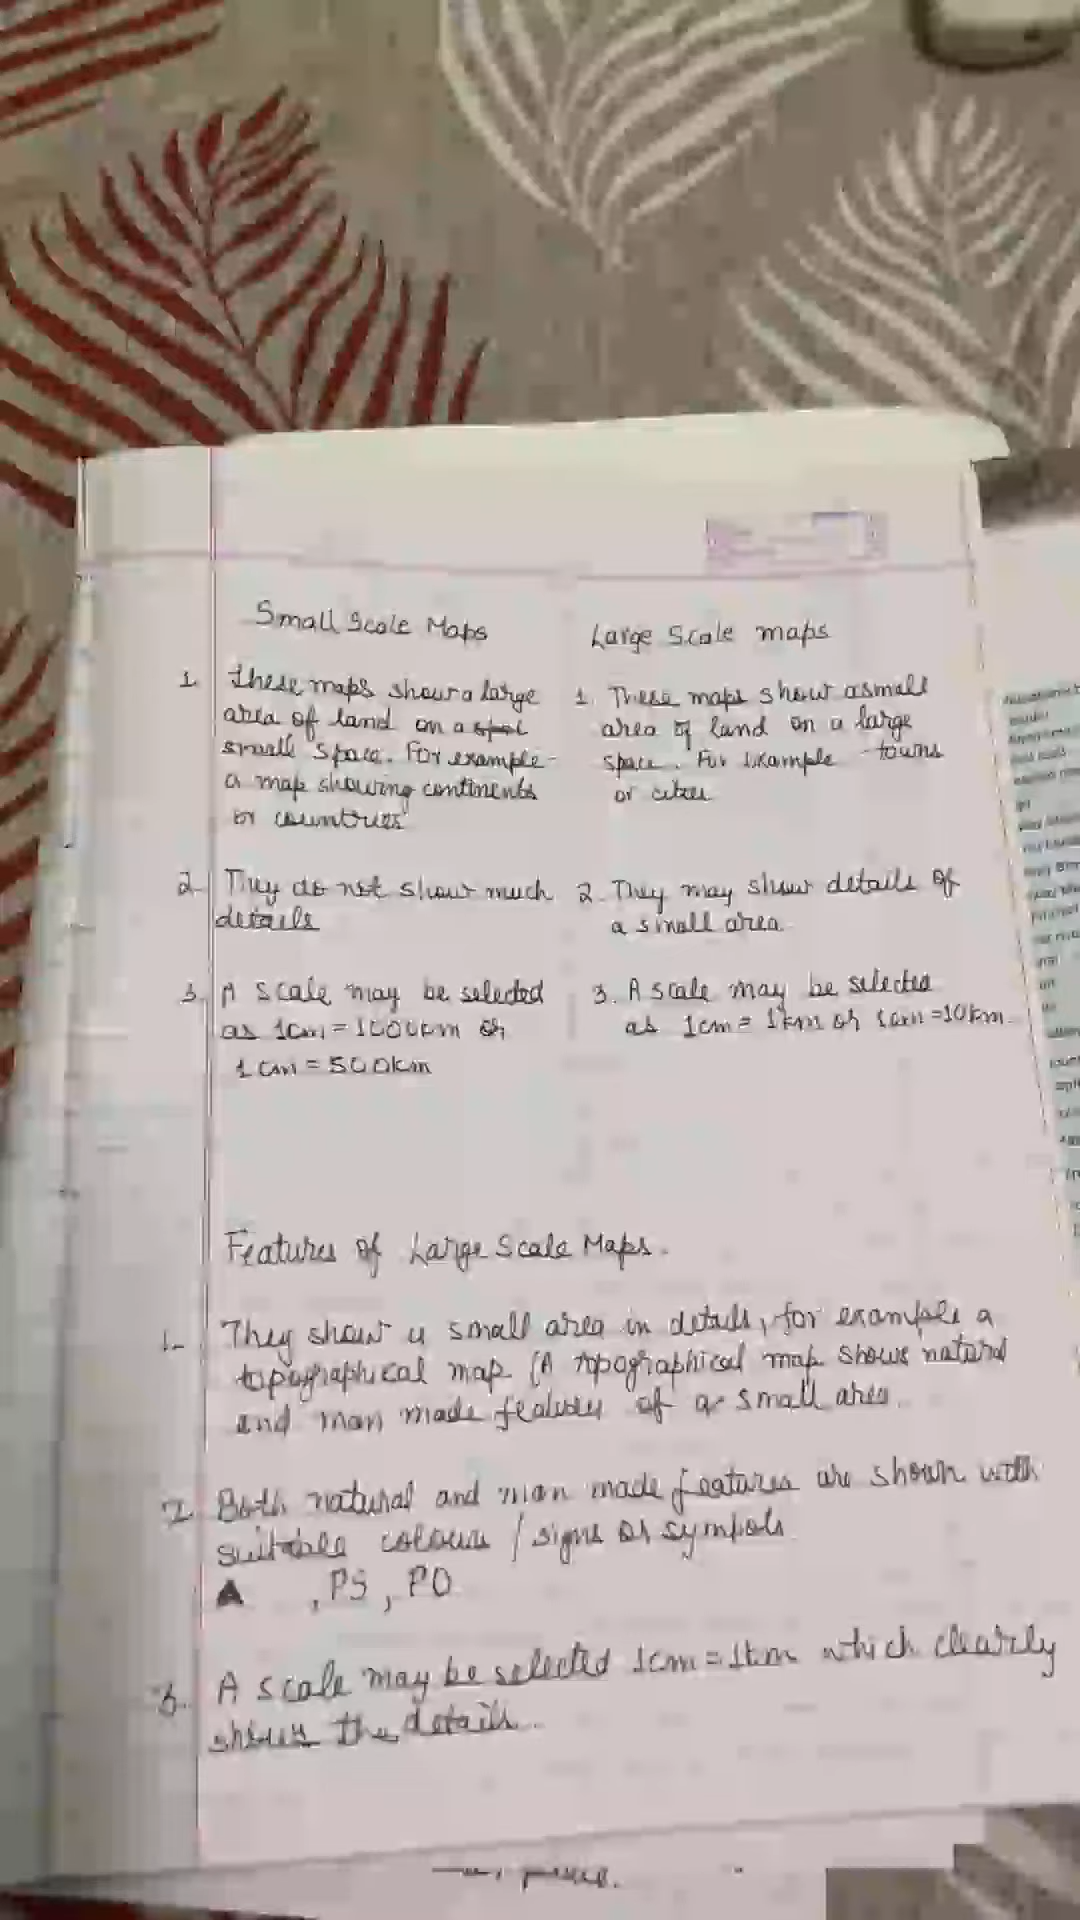 Small Scale Maps
1. These maps show a large
area of land on a
small space. For example -
a map showing continents
or countries
2. They do not show much
details
3. A scale may be selected
as 1cm = 100km or
1cm = 500km
Large Scale maps
1. These maps show a small
area of land on a large
space. For example - towns
or cities
2. They may show details of
a small area.
3. A scale may be selected
as 1cm = 1km or 1cm = 10km.
Features of Large Scale Maps.
1. They show a small area in details, for example a
topographical map (A topographical map shows natural
and man made features of a small area.
2. Both natural and man made features are shown with
suitable colours / signs or symbols
, PS, PO
3. A scale may be selected 1cm = 1km which clearly
shows the details.